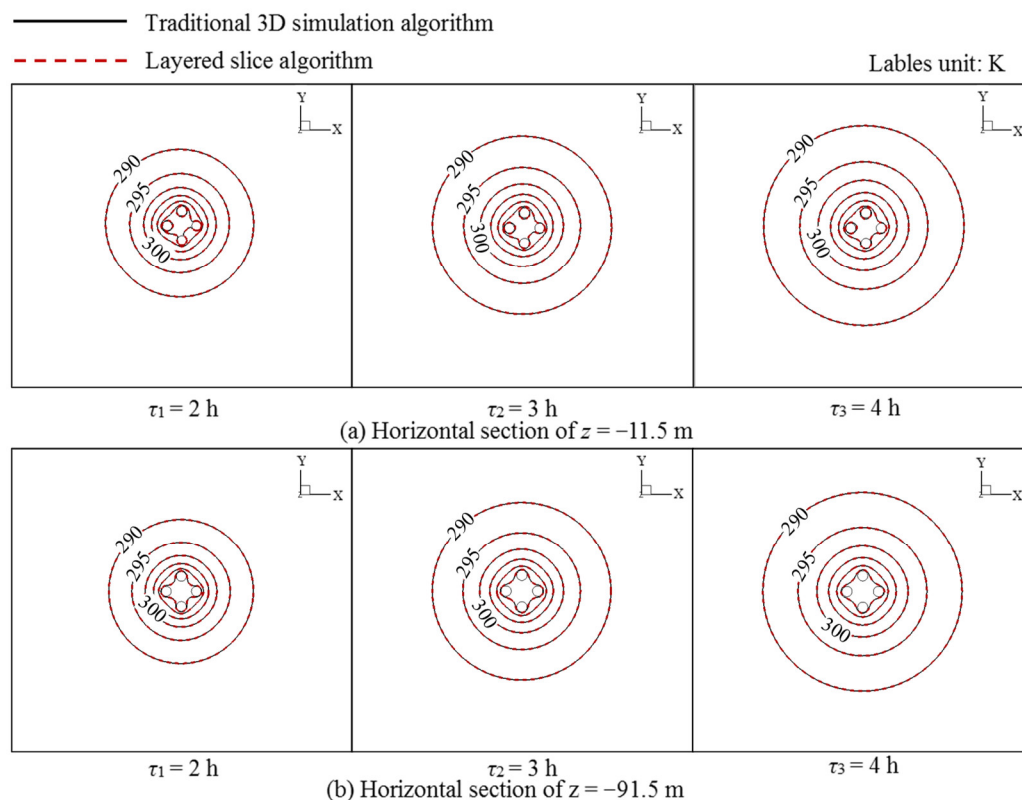 Traditional 3D simulation algorithm
Layered slice algorithm
Lables unit: K
Y
X
z
290
295
300
Y
X
z
290
295
300
Y
X
z
290
295
300
τ1 = 2 h
τ2 = 3 h
τ3 = 4 h
(a) Horizontal section of z = −11.5 m
Y
X
z
290
295
300
Y
X
z
290
295
300
Y
X
z
290
295
300
τ1 = 2 h
τ2 = 3 h
τ3 = 4 h
(b) Horizontal section of z = −91.5 m